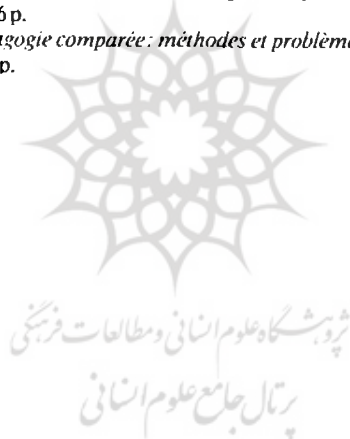 6 p.
agogie comparée: méthodes et problème
p.
پژوهشگاه علوم انسانی و مطالعات فرهنگی
پرتال جامع علوم انسانی